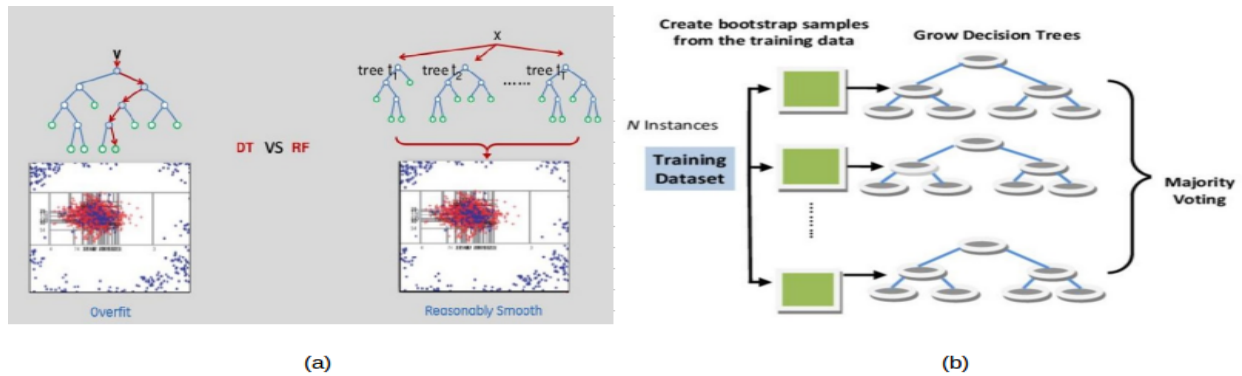 V
X
tree t1
tree t2
......
tree tT
DT VS RF
Overfit
Reasonably Smooth
(a)
Create bootstrap samples
from the training data
Grow Decision Trees
N Instances
Training
Dataset
Majority
Voting
(b)